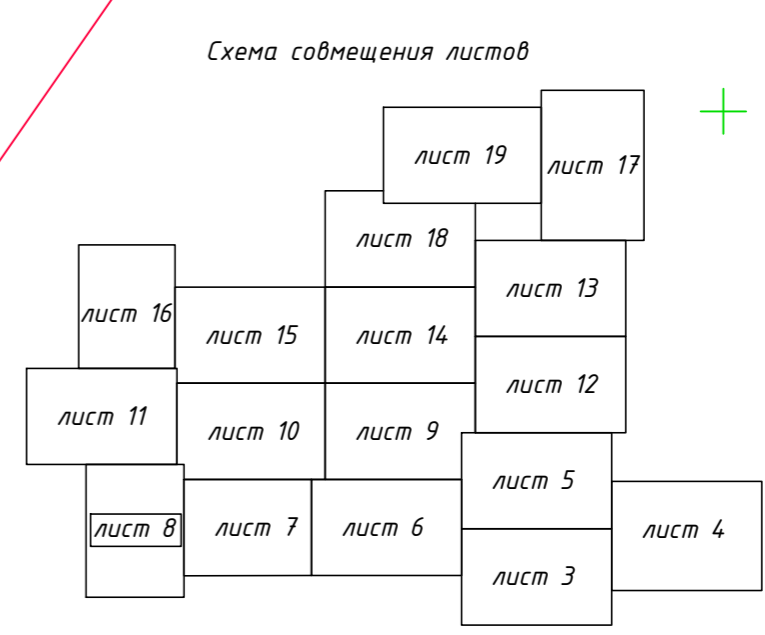 Схема совмещения листов
лист 19
лист 17
лист 18
лист 13
лист 16
лист 15
лист 14
лист 12
лист 11
лист 10
лист 9
лист 5
лист 8
лист 7
лист 6
лист 4
лист 3